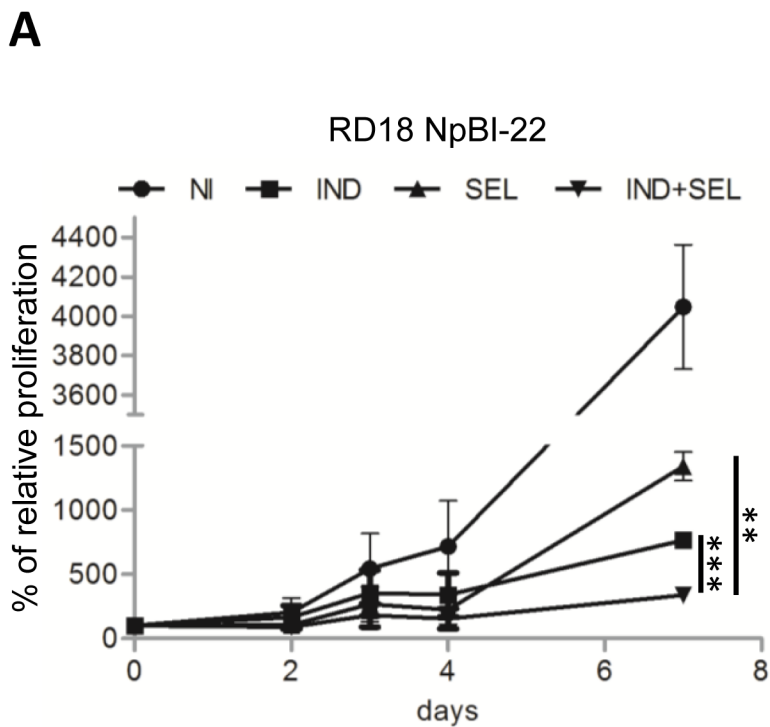 A
RD18 NpBI-22
NI IND SEL IND+SEL
% of relative proliferation
4400
4200
4000
3800
3600
1500
1000
500
0
**
***
0 2 4 6 8
days